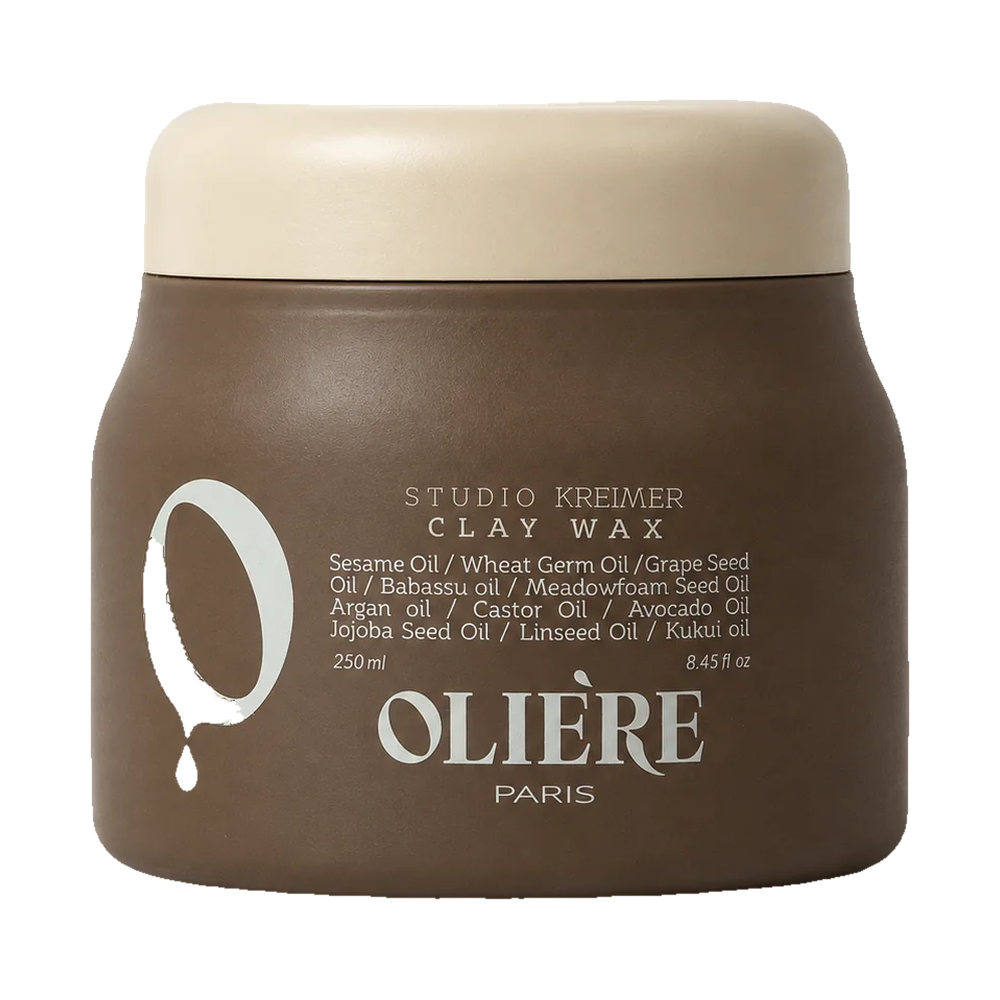 STUDIO KREIMER
CLAY WAX
Sesame Oil / Wheat Germ Oil /Grape Seed
Oil / Babassu oil / Meadowfoam Seed Oil
Argan oil / Castor Oil / Avocado Oil
Jojoba Seed Oil / Linseed Oil / Kukui oil
250 ml 8.45 fl oz
OLIÈRE
PARIS